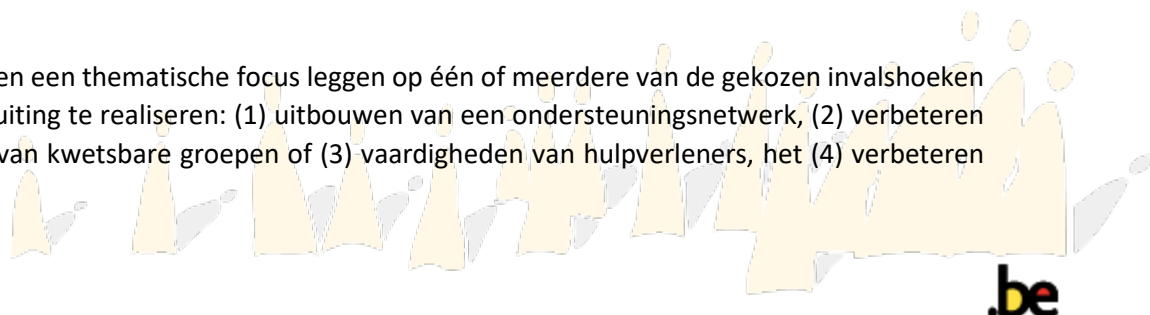 en een thematische focus leggen op één of meerdere van de gekozen invalshoeken
uiting te realiseren: (1) uitbouwen van een ondersteuningsnetwerk, (2) verbeteren
van kwetsbare groepen of (3) vaardigheden van hulpverleners, het (4) verbeteren
.be